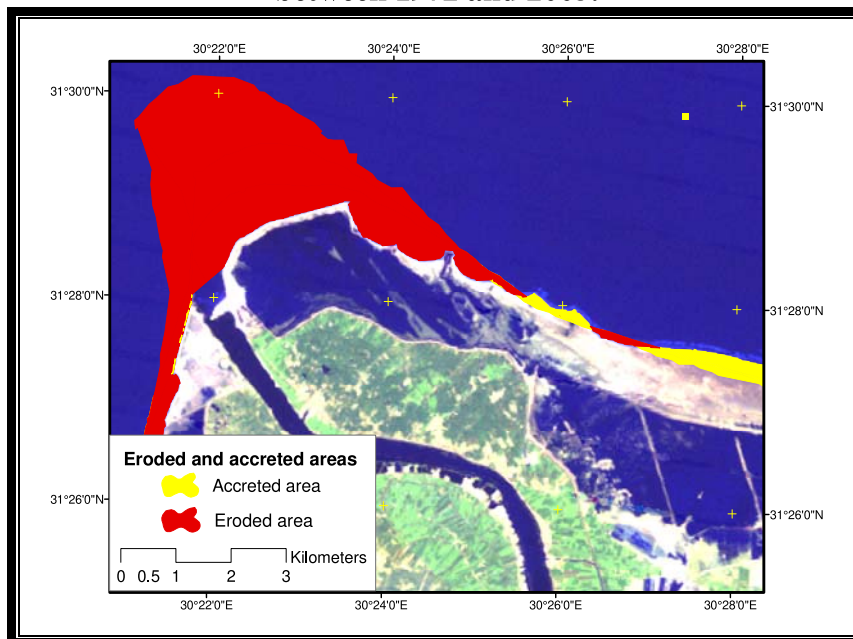 30°22'0"E 30°24'0"E 30°26'0"E 30°28'0"E
31°30'0"N 31°30'0"N
31°28'0"N 31°28'0"N
31°26'0"N 31°26'0"N
Eroded and accreted areas
Accreted area
Eroded area
Kilometers
0 0.5 1 2 3
30°22'0"E 30°24'0"E 30°26'0"E 30°28'0"E